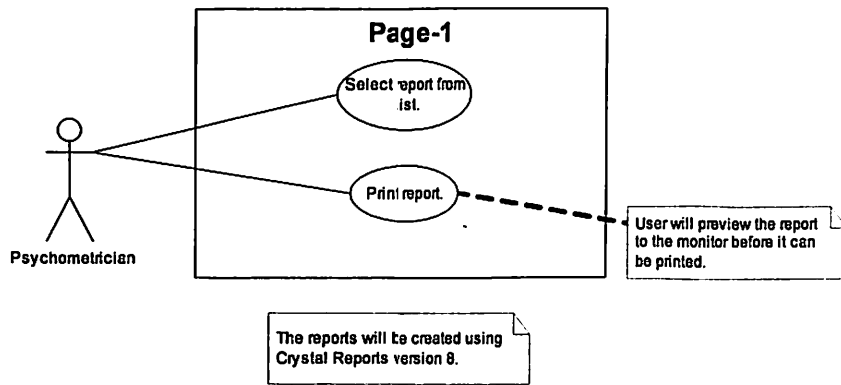 Page-1
Select report from
list.
Print report.
Psychometrician
User will preview the report
to the monitor before it can
be printed.
The reports will be created using
Crystal Reports version 8.